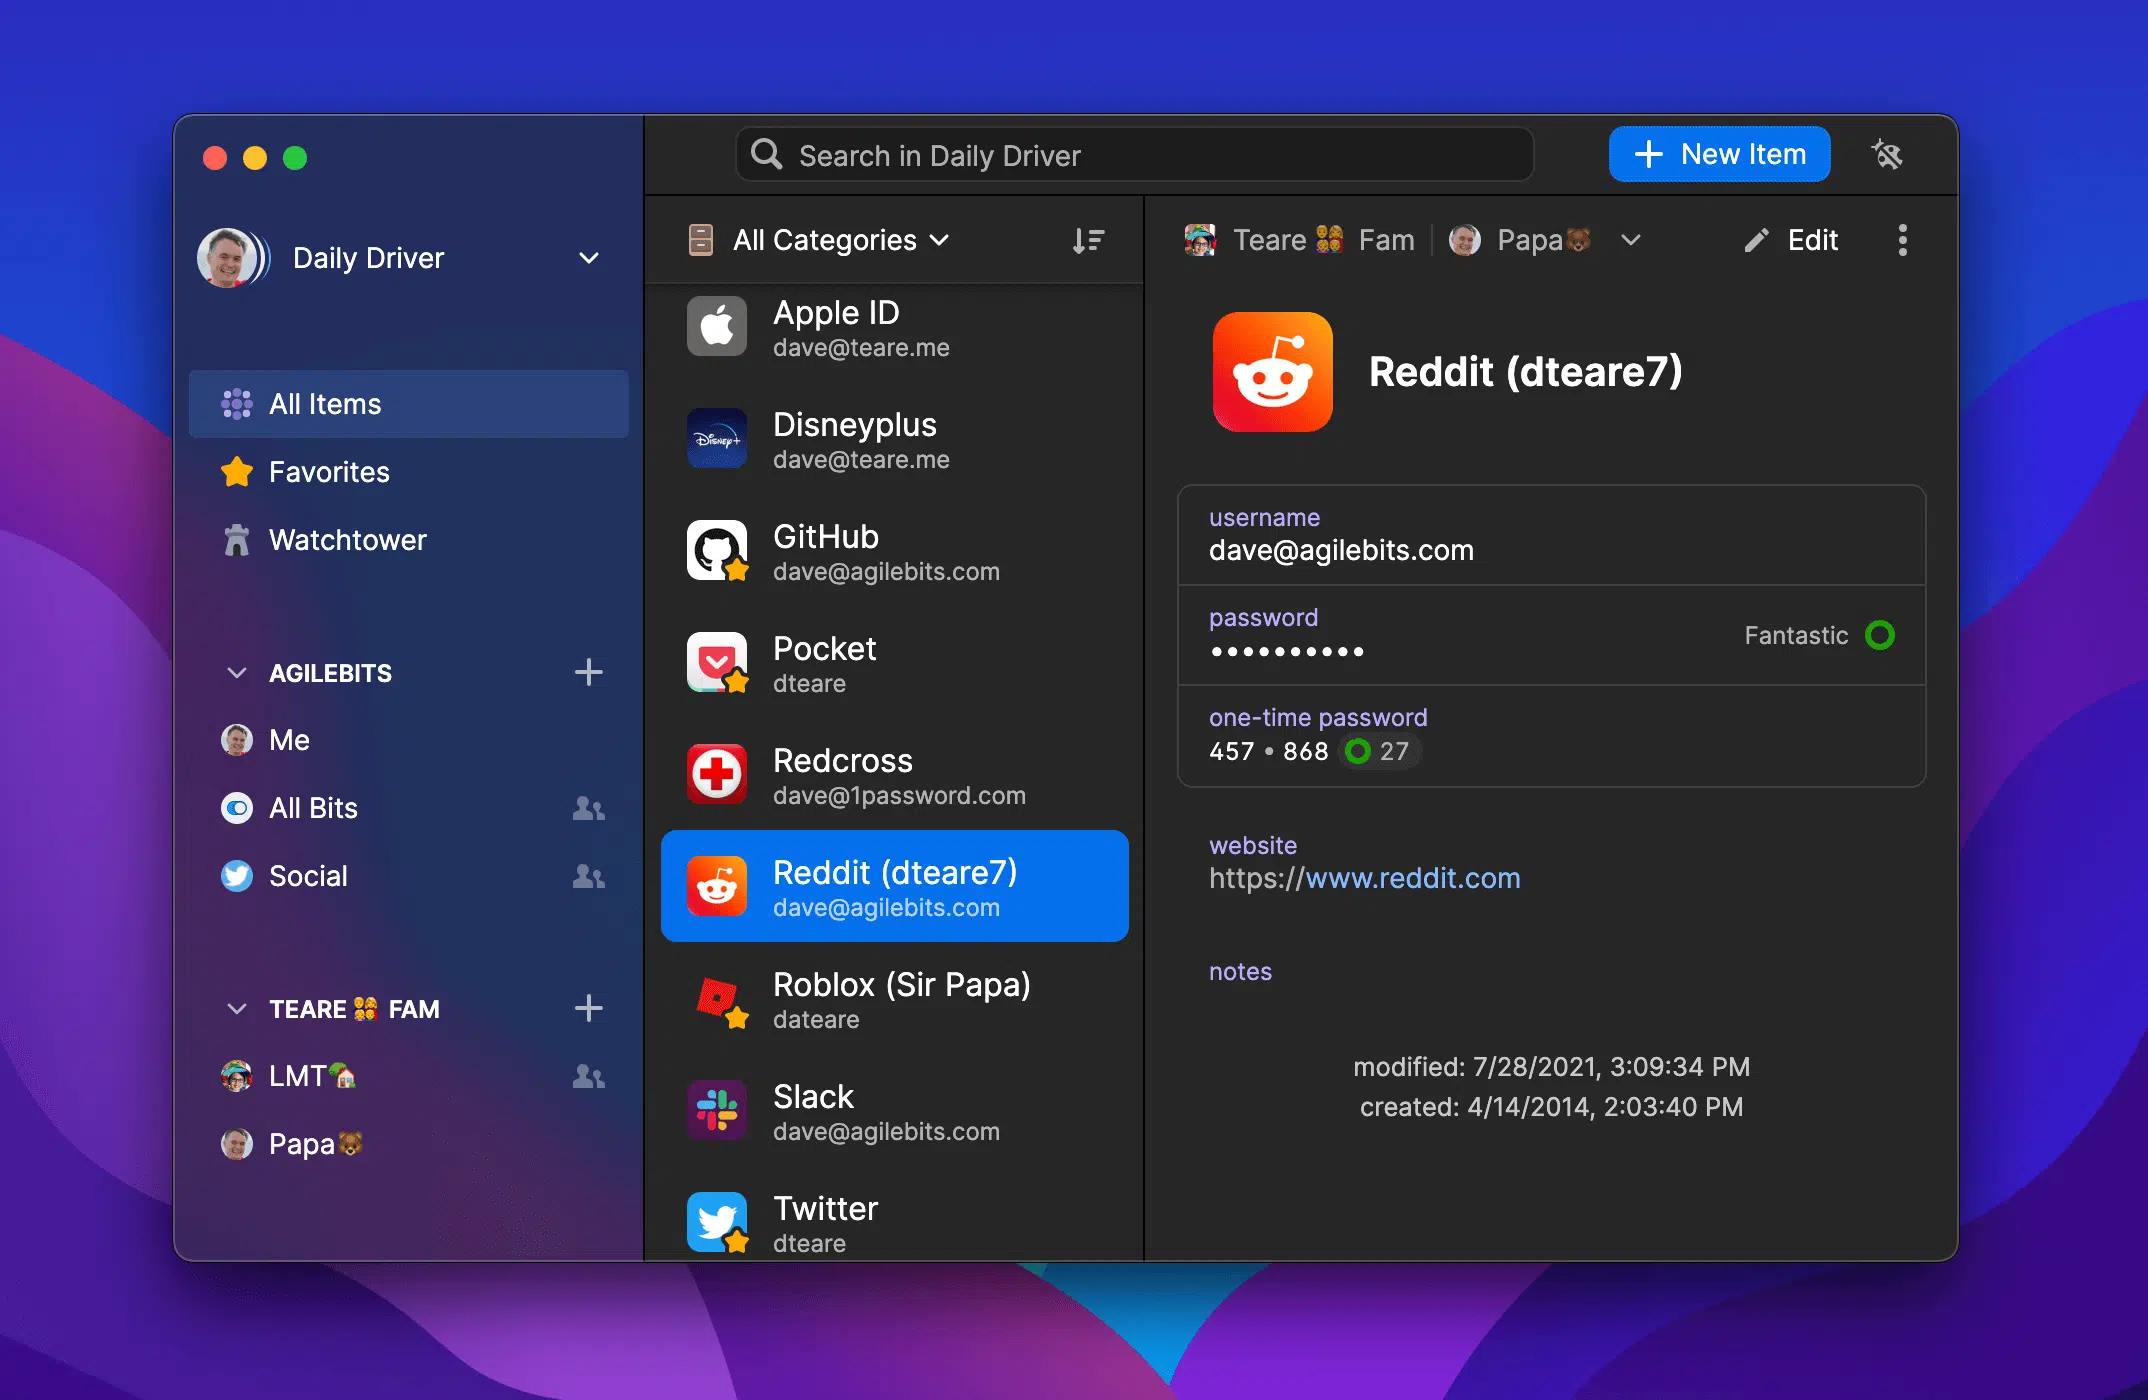 Search in Daily Driver
New Item
Daily Driver
All Items
Favorites
Watchtower
AGILEBITS
Me
All Bits
Social
TEARE👨‍👩‍👧‍👦 FAM
LMT🏡
Papa🐻
All Categories
Apple ID
dave@teare.me
Disney+
Disneyplus
dave@teare.me
GitHub
dave@agilebits.com
Pocket
dteare
Redcross
dave@1password.com
Reddit (dteare7)
dave@agilebits.com
Roblox (Sir Papa)
dateare
Slack
dave@agilebits.com
Twitter
dteare
Teare 👨‍👩‍👧‍👦 Fam
Papa🐻
Edit
Reddit (dteare7)
username
dave@agilebits.com
password
••••••••••
Fantastic
one-time password
457 • 868 27
website
https://www.reddit.com
notes
modified: 7/28/2021, 3:09:34 PM
created: 4/14/2014, 2:03:40 PM